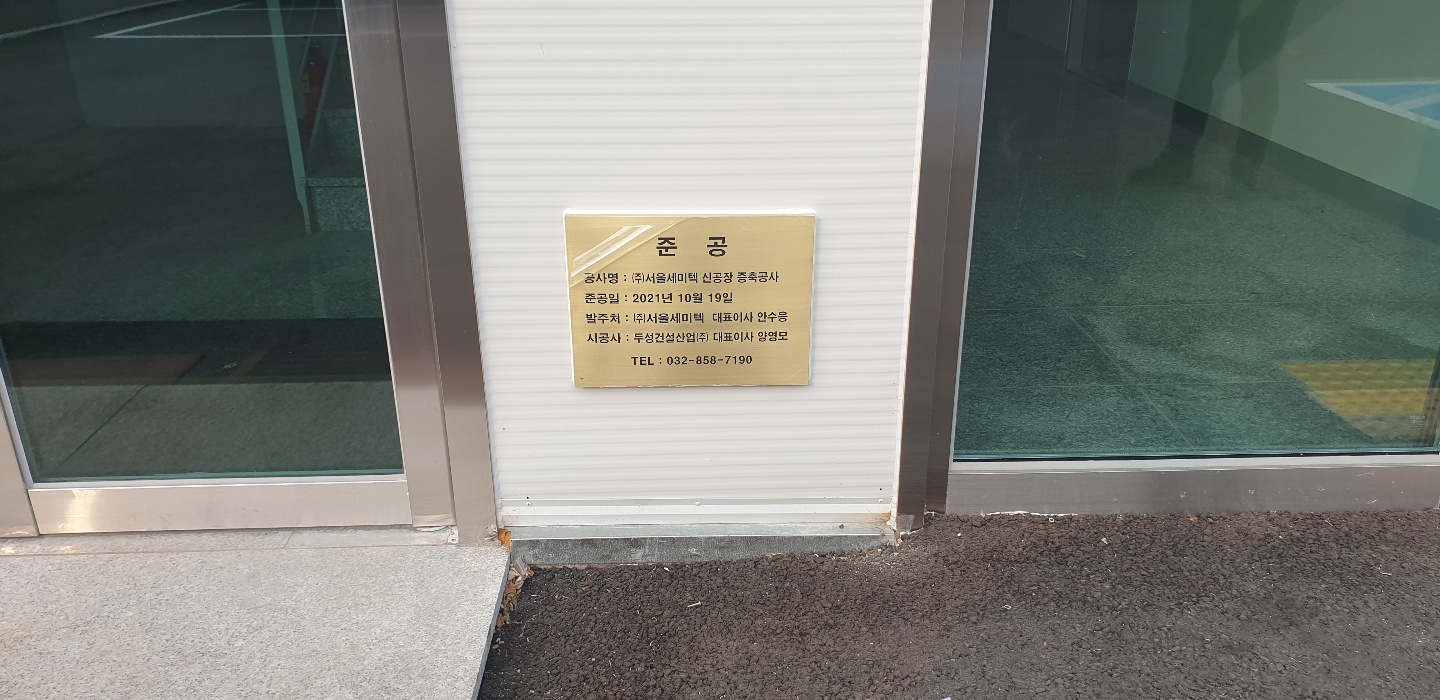 준 공
공사명 : ㈜서울세미텍 신공장 증축공사
준공일 : 2021년 10월 19일
발주처 : ㈜서울세미텍 대표이사 안수응
시공사 : 두성건설산업㈜ 대표이사 양영모
TEL : 032-858-7190